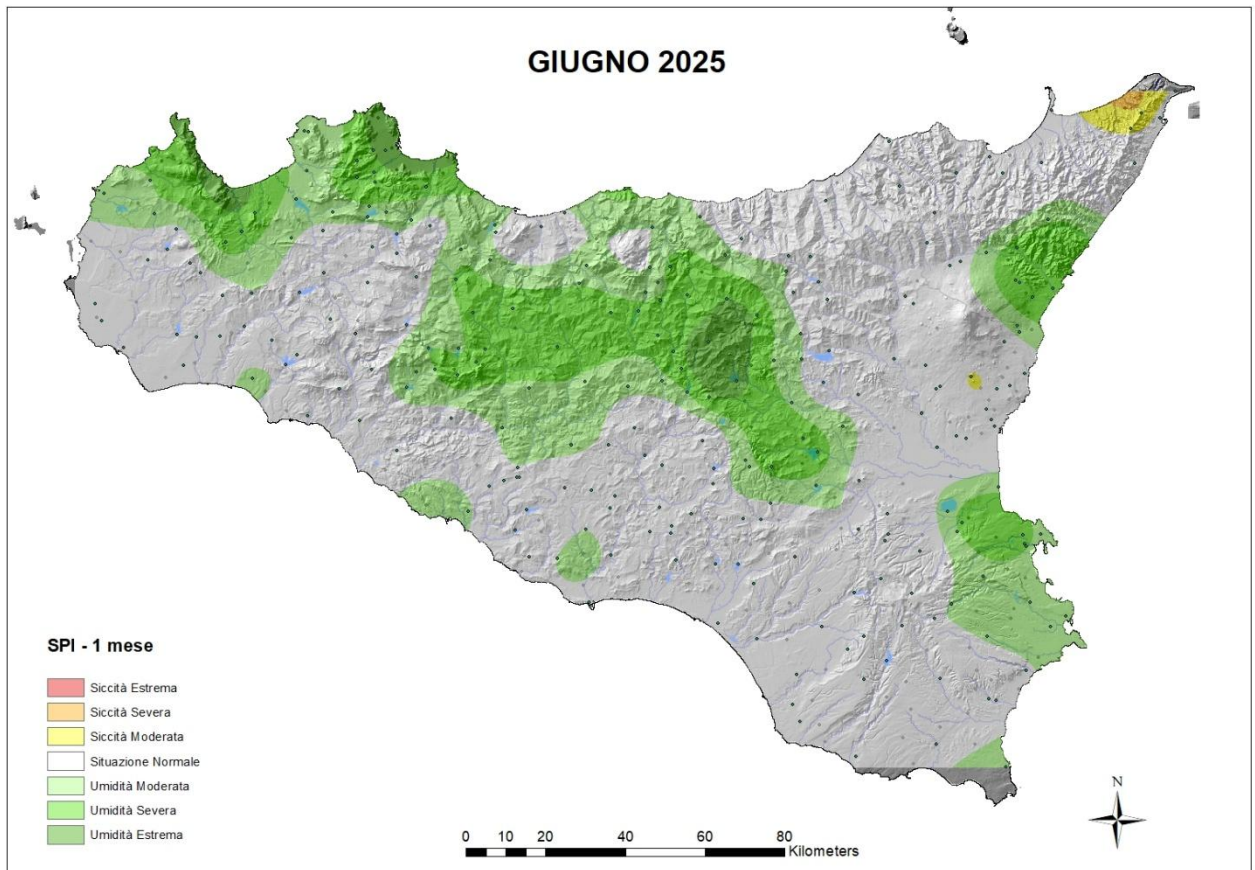 GIUGNO 2025
SPI - 1 mese
Siccità Estrema
Siccità Severa
Siccità Moderata
Situazione Normale
Umidità Moderata
Umidità Severa
Umidità Estrema
N
0 10 20 40 60 80
Kilometers